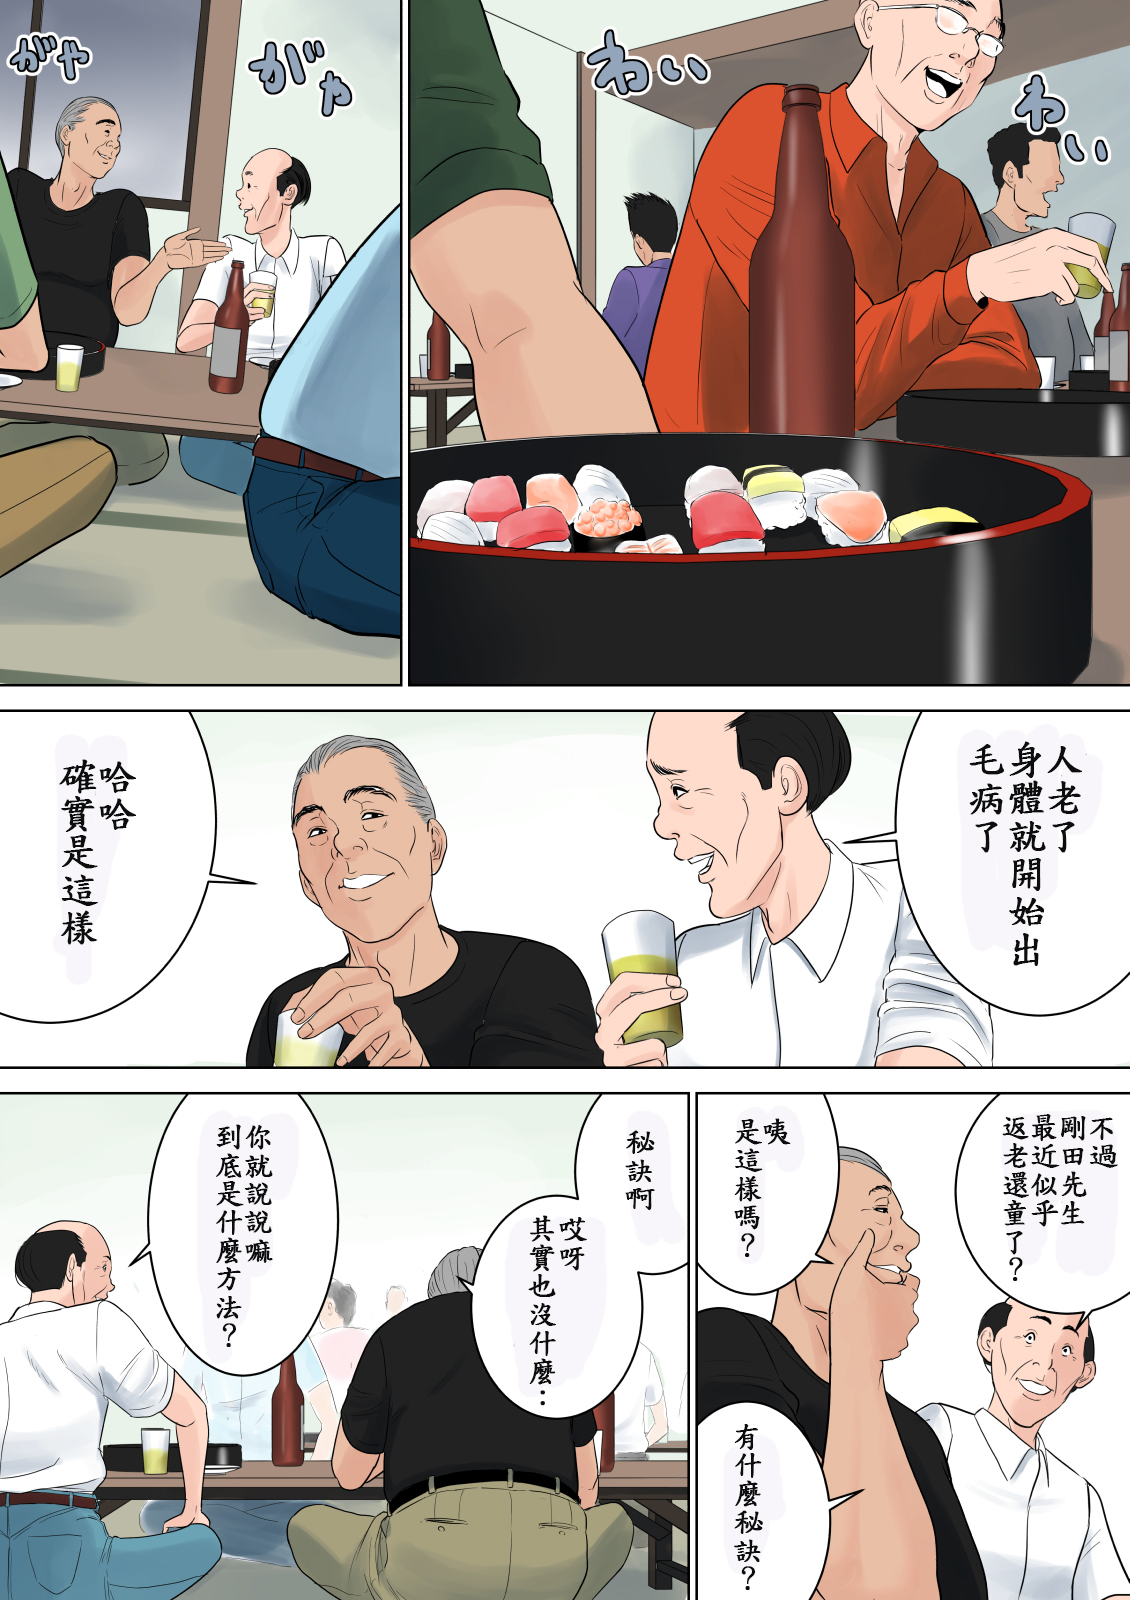 わい
わい
がや
がや
人老了
身體就開始出
毛病了
哈哈
確實是這樣
不過
剛田先生
最近似乎
返老還童了？
咦
是這樣嗎？
有什麼秘訣？
秘訣啊
哎呀
其實也沒什麼‥
你就說說嘛
到底是什麼方法？